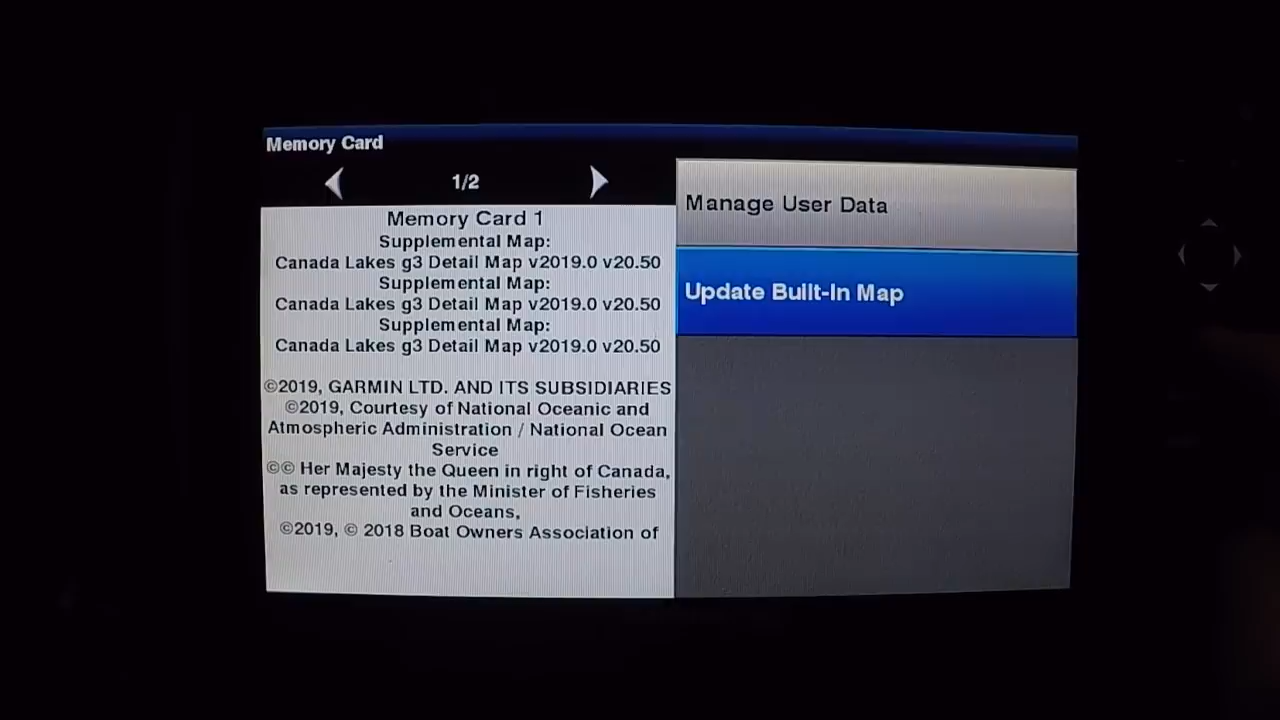 Memory Card
1/2
Memory Card 1
Supplemental Map:
Canada Lakes g3 Detail Map v2019.0 v20.50
Supplemental Map:
Canada Lakes g3 Detail Map v2019.0 v20.50
Supplemental Map:
Canada Lakes g3 Detail Map v2019.0 v20.50
©2019, GARMIN LTD. AND ITS SUBSIDIARIES
©2019, Courtesy of National Oceanic and
Atmospheric Administration / National Ocean
Service
©© Her Majesty the Queen in right of Canada,
as represented by the Minister of Fisheries
and Oceans,
©2019, © 2018 Boat Owners Association of
Manage User Data
Update Built-In Map